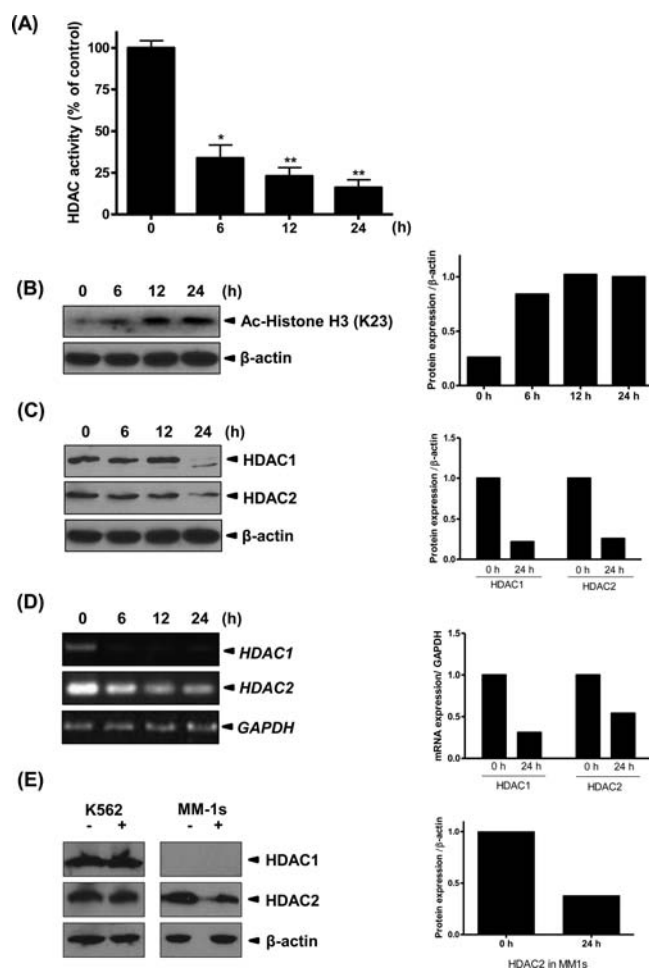 (A)
HDAC activity (% of control)
100
75
50
25
0
*
**
**
0 6 12 24 (h)
(B)
0 6 12 24 (h)
Ac-Histone H3 (K23)
β-actin
Protein expression /β-actin
1.0
0.5
0.0
0 h 6 h 12 h 24 h
(C)
0 6 12 24 (h)
HDAC1
HDAC2
β-actin
Protein expression /β-actin
1.5
1.0
0.5
0.0
0 h 24 h 0 h 24 h
HDAC1 HDAC2
(D)
0 6 12 24 (h)
HDAC1
HDAC2
GAPDH
mRNA expression/ GAPDH
1.5
1.0
0.5
0.0
0 h 24 h 0 h 24 h
HDAC1 HDAC2
(E)
K562 MM-1s
- + - +
HDAC1
HDAC2
β-actin
Protein expression /β-actin
1.0
0.5
0.0
0 h 24 h
HDAC2 in MM1s